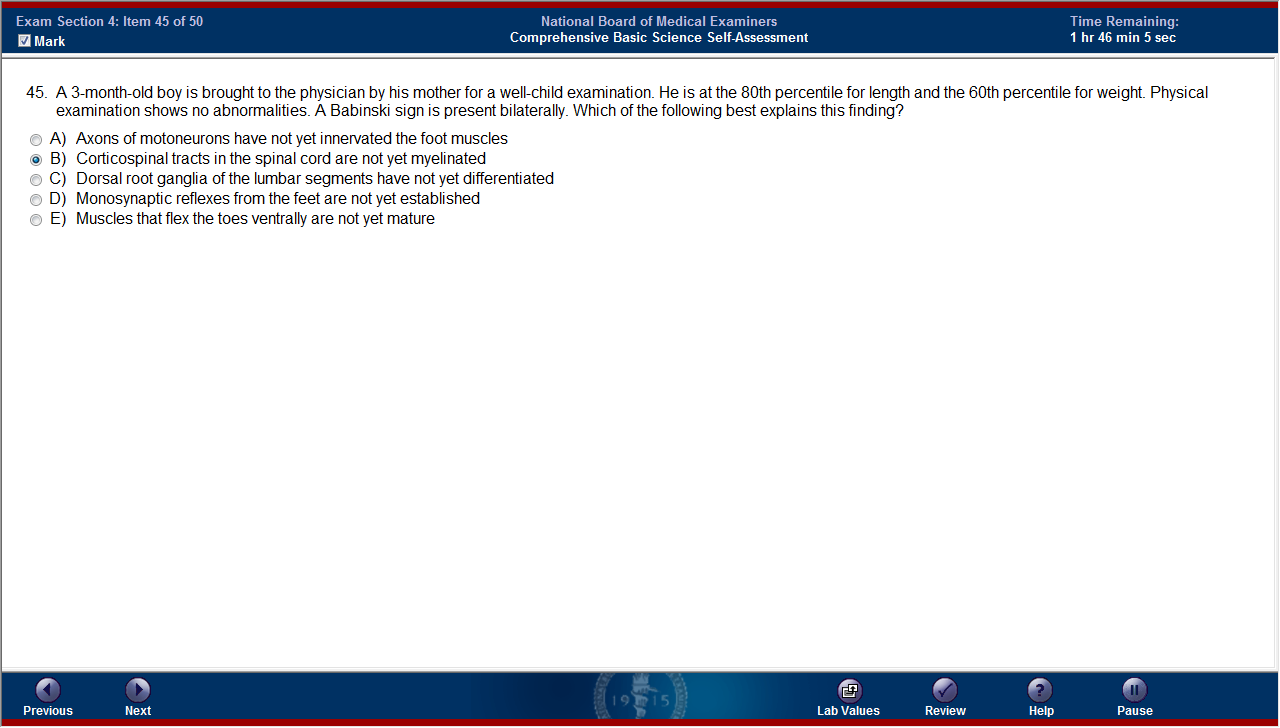 Exam Section 4: Item 45 of 50
National Board of Medical Examiners
Time Remaining:
Mark
Comprehensive Basic Science Self-Assessment
1 hr 46 min 5 sec
45. A 3-month-old boy is brought to the physician by his mother for a well-child examination. He is at the 80th percentile for length and the 60th percentile for weight. Physical
examination shows no abnormalities. A Babinski sign is present bilaterally. Which of the following best explains this finding?
A) Axons of motoneurons have not yet innervated the foot muscles
B) Corticospinal tracts in the spinal cord are not yet myelinated
C) Dorsal root ganglia of the lumbar segments have not yet differentiated
D) Monosynaptic reflexes from the feet are not yet established
E) Muscles that flex the toes ventrally are not yet mature
1915
Previous
Next
Lab Values
Review
Help
Pause